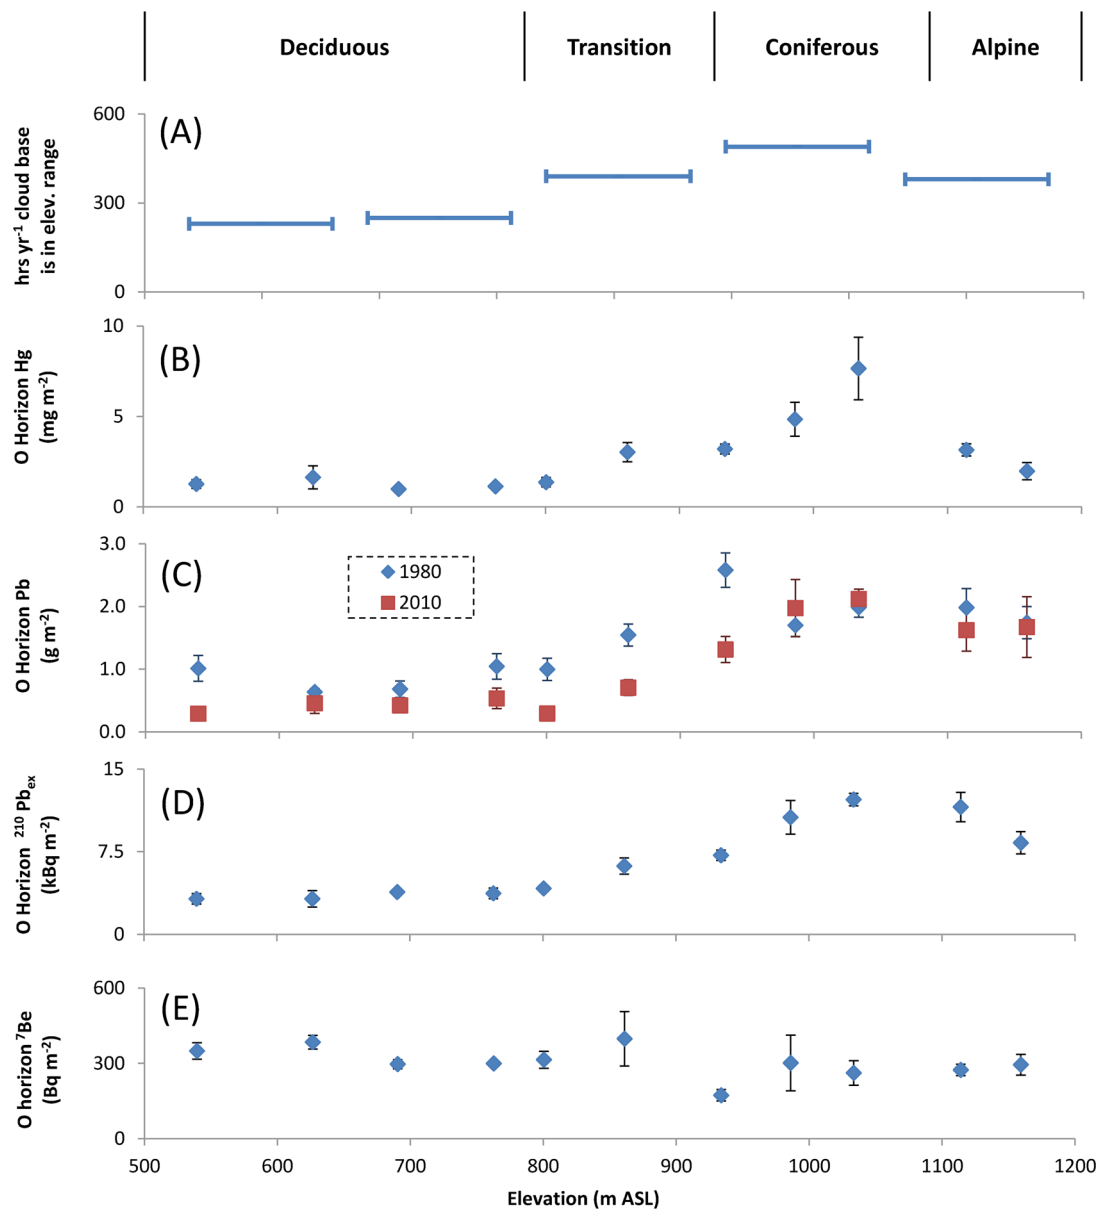 Deciduous Transition Coniferous Alpine
(A)
hrs yr-1 cloud base
is in elev. range
600
300
0
(B)
O Horizon Hg
(mg m-2)
10
5
0
(C)
O Horizon Pb
(g m-2)
3.0
2.0
1.0
0.0
1980
2010
(D)
O Horizon 210 Pbex
(kBq m-2)
15
7.5
0
(E)
O horizon 7Be
(Bq m-2)
600
300
0
500 600 700 800 900 1000 1100 1200
Elevation (m ASL)